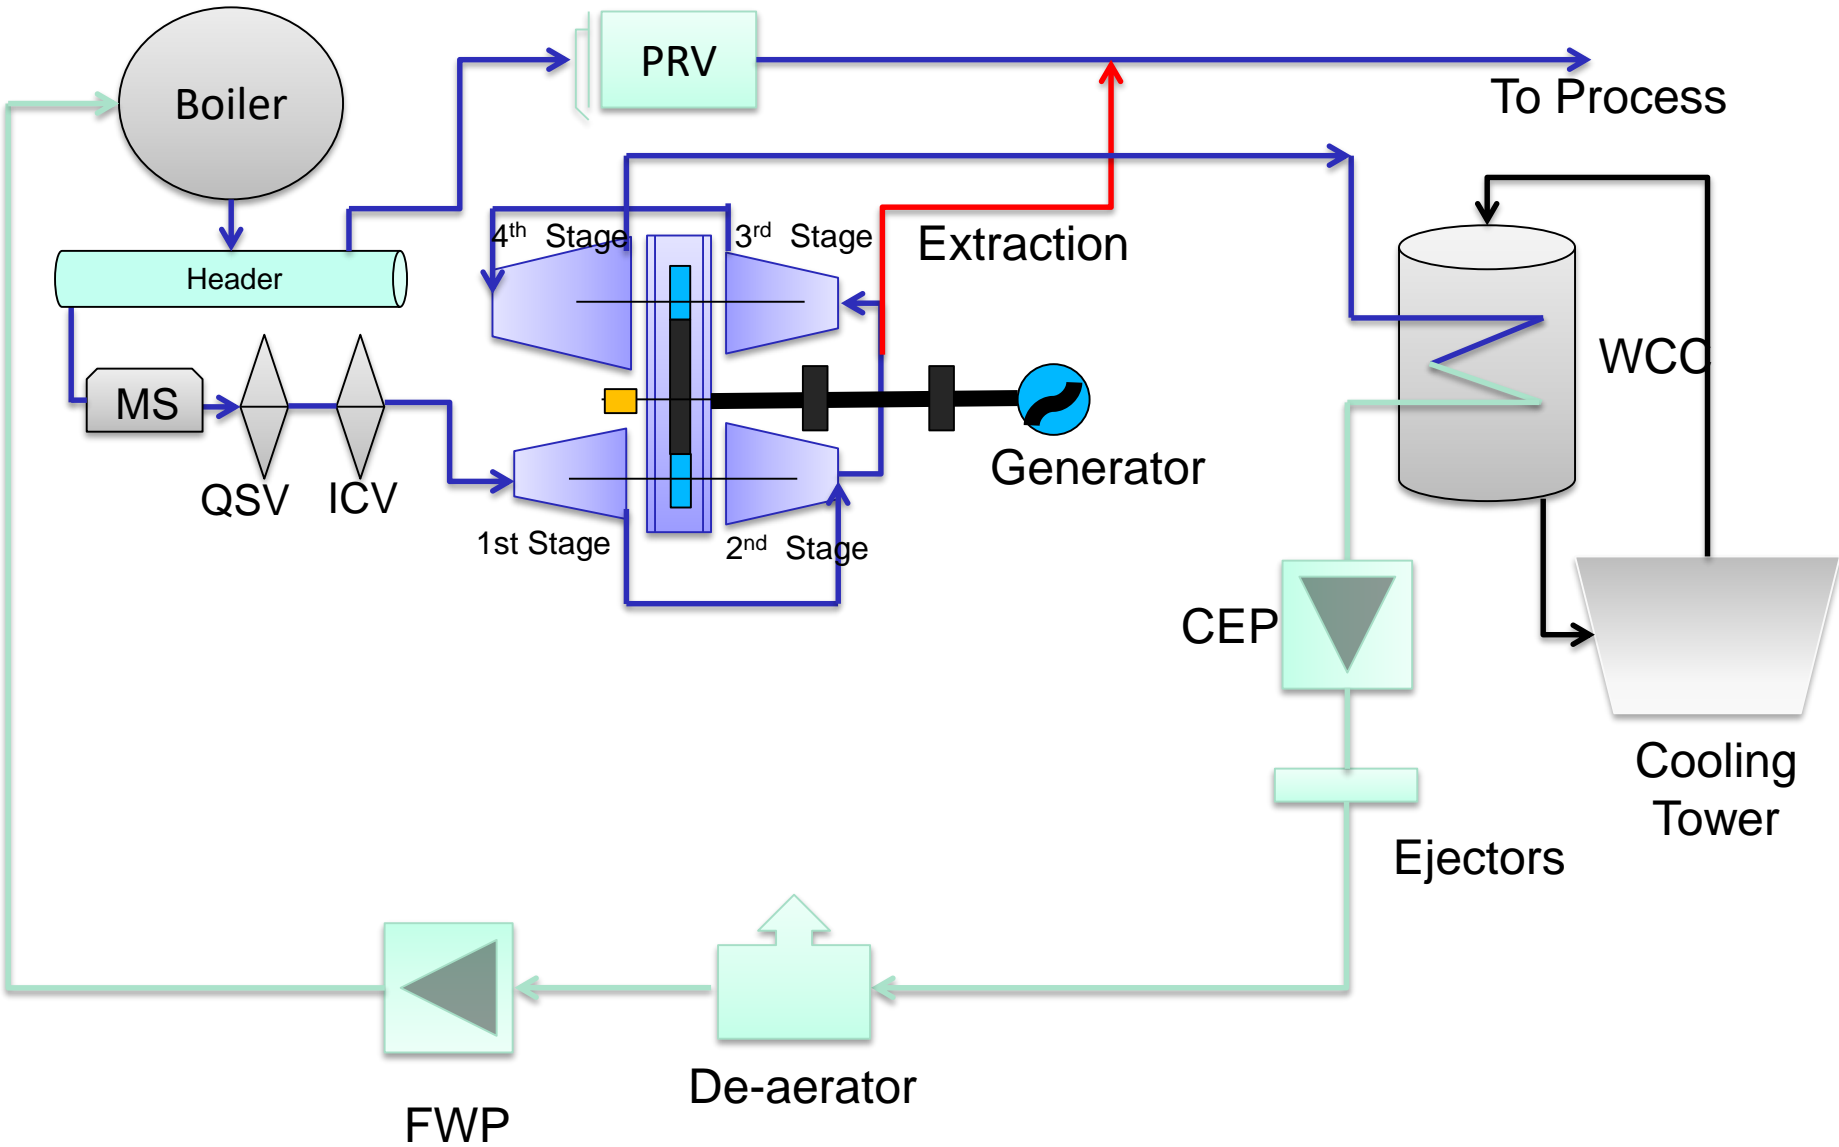 PRV
Boiler
To Process
4th Stage
3rd Stage
Extraction
Header
WCC
MS
Generator
QSV
ICV
1st Stage
2nd Stage
CEP
Cooling
Tower
Ejectors
De-aerator
FWP